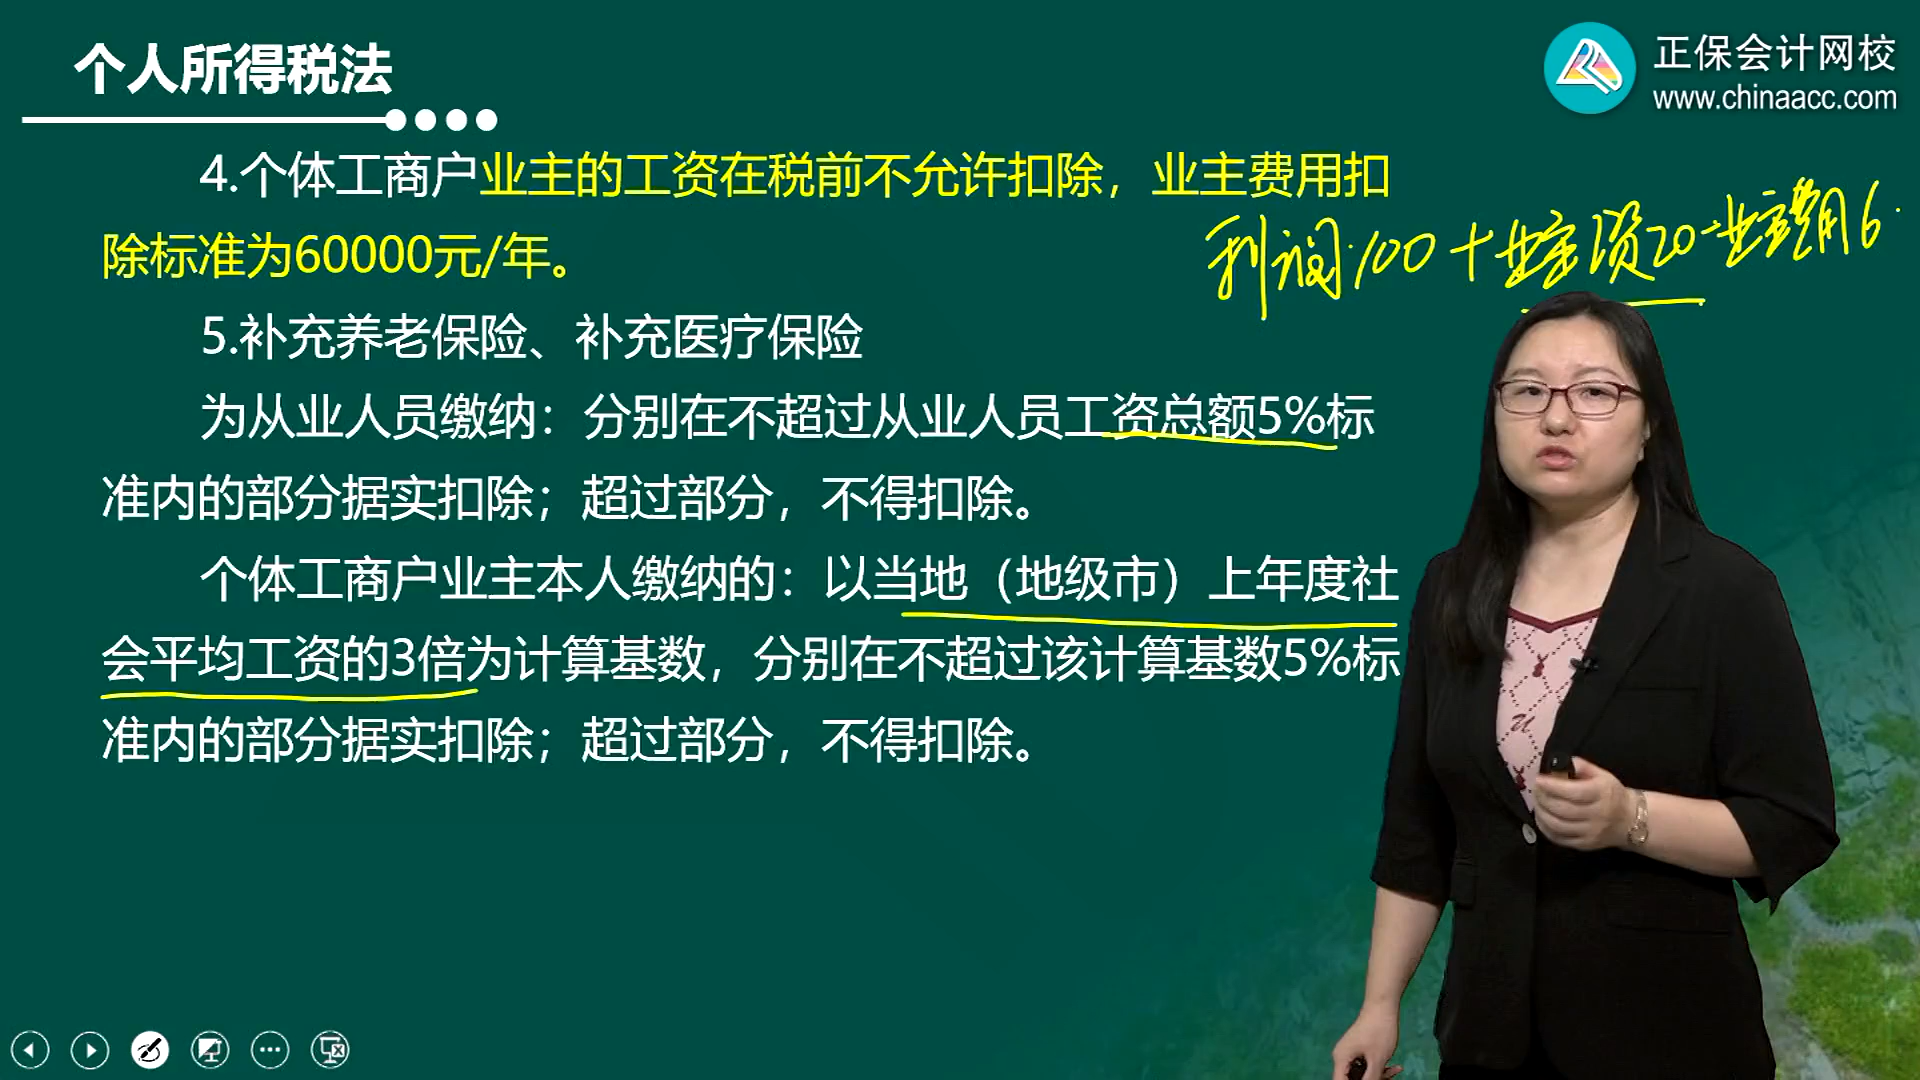 个人所得税法
正保会计网校
www.chinaacc.com
4.个体工商户业主的工资在税前不允许扣除，业主费用扣
除标准为60000元/年。
利润100+业主工资20-业主费用6
5.补充养老保险、补充医疗保险
为从业人员缴纳：分别在不超过从业人员工资总额5%标
准内的部分据实扣除；超过部分，不得扣除。
个体工商户业主本人缴纳的：以当地（地级市）上年度社
会平均工资的3倍为计算基数，分别在不超过该计算基数5%标
准内的部分据实扣除；超过部分，不得扣除。